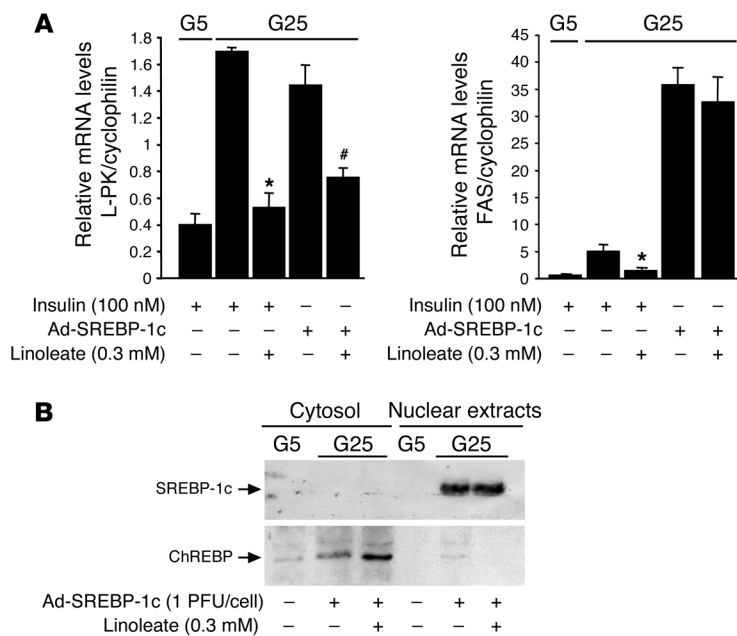 A
G5 G25
Relative mRNA levels
L-PK/cyclophilin
1.8
1.6
1.4
1.2
1
0.8
0.6
0.4
0.2
0
*
#
Insulin (100 nM) + + + – –
Ad-SREBP-1c – – – + +
Linoleate (0.3 mM) – – + – +
G5 G25
Relative mRNA levels
FAS/cyclophilin
45
40
35
30
25
20
15
10
5
0
*
Insulin (100 nM) + + + – –
Ad-SREBP-1c – – – + +
Linoleate (0.3 mM) – – + – +
B
Cytosol Nuclear extracts
G5 G25 G5 G25
SREBP-1c
ChREBP
Ad-SREBP-1c (1 PFU/cell) – + + – + +
Linoleate (0.3 mM) – – + – – +